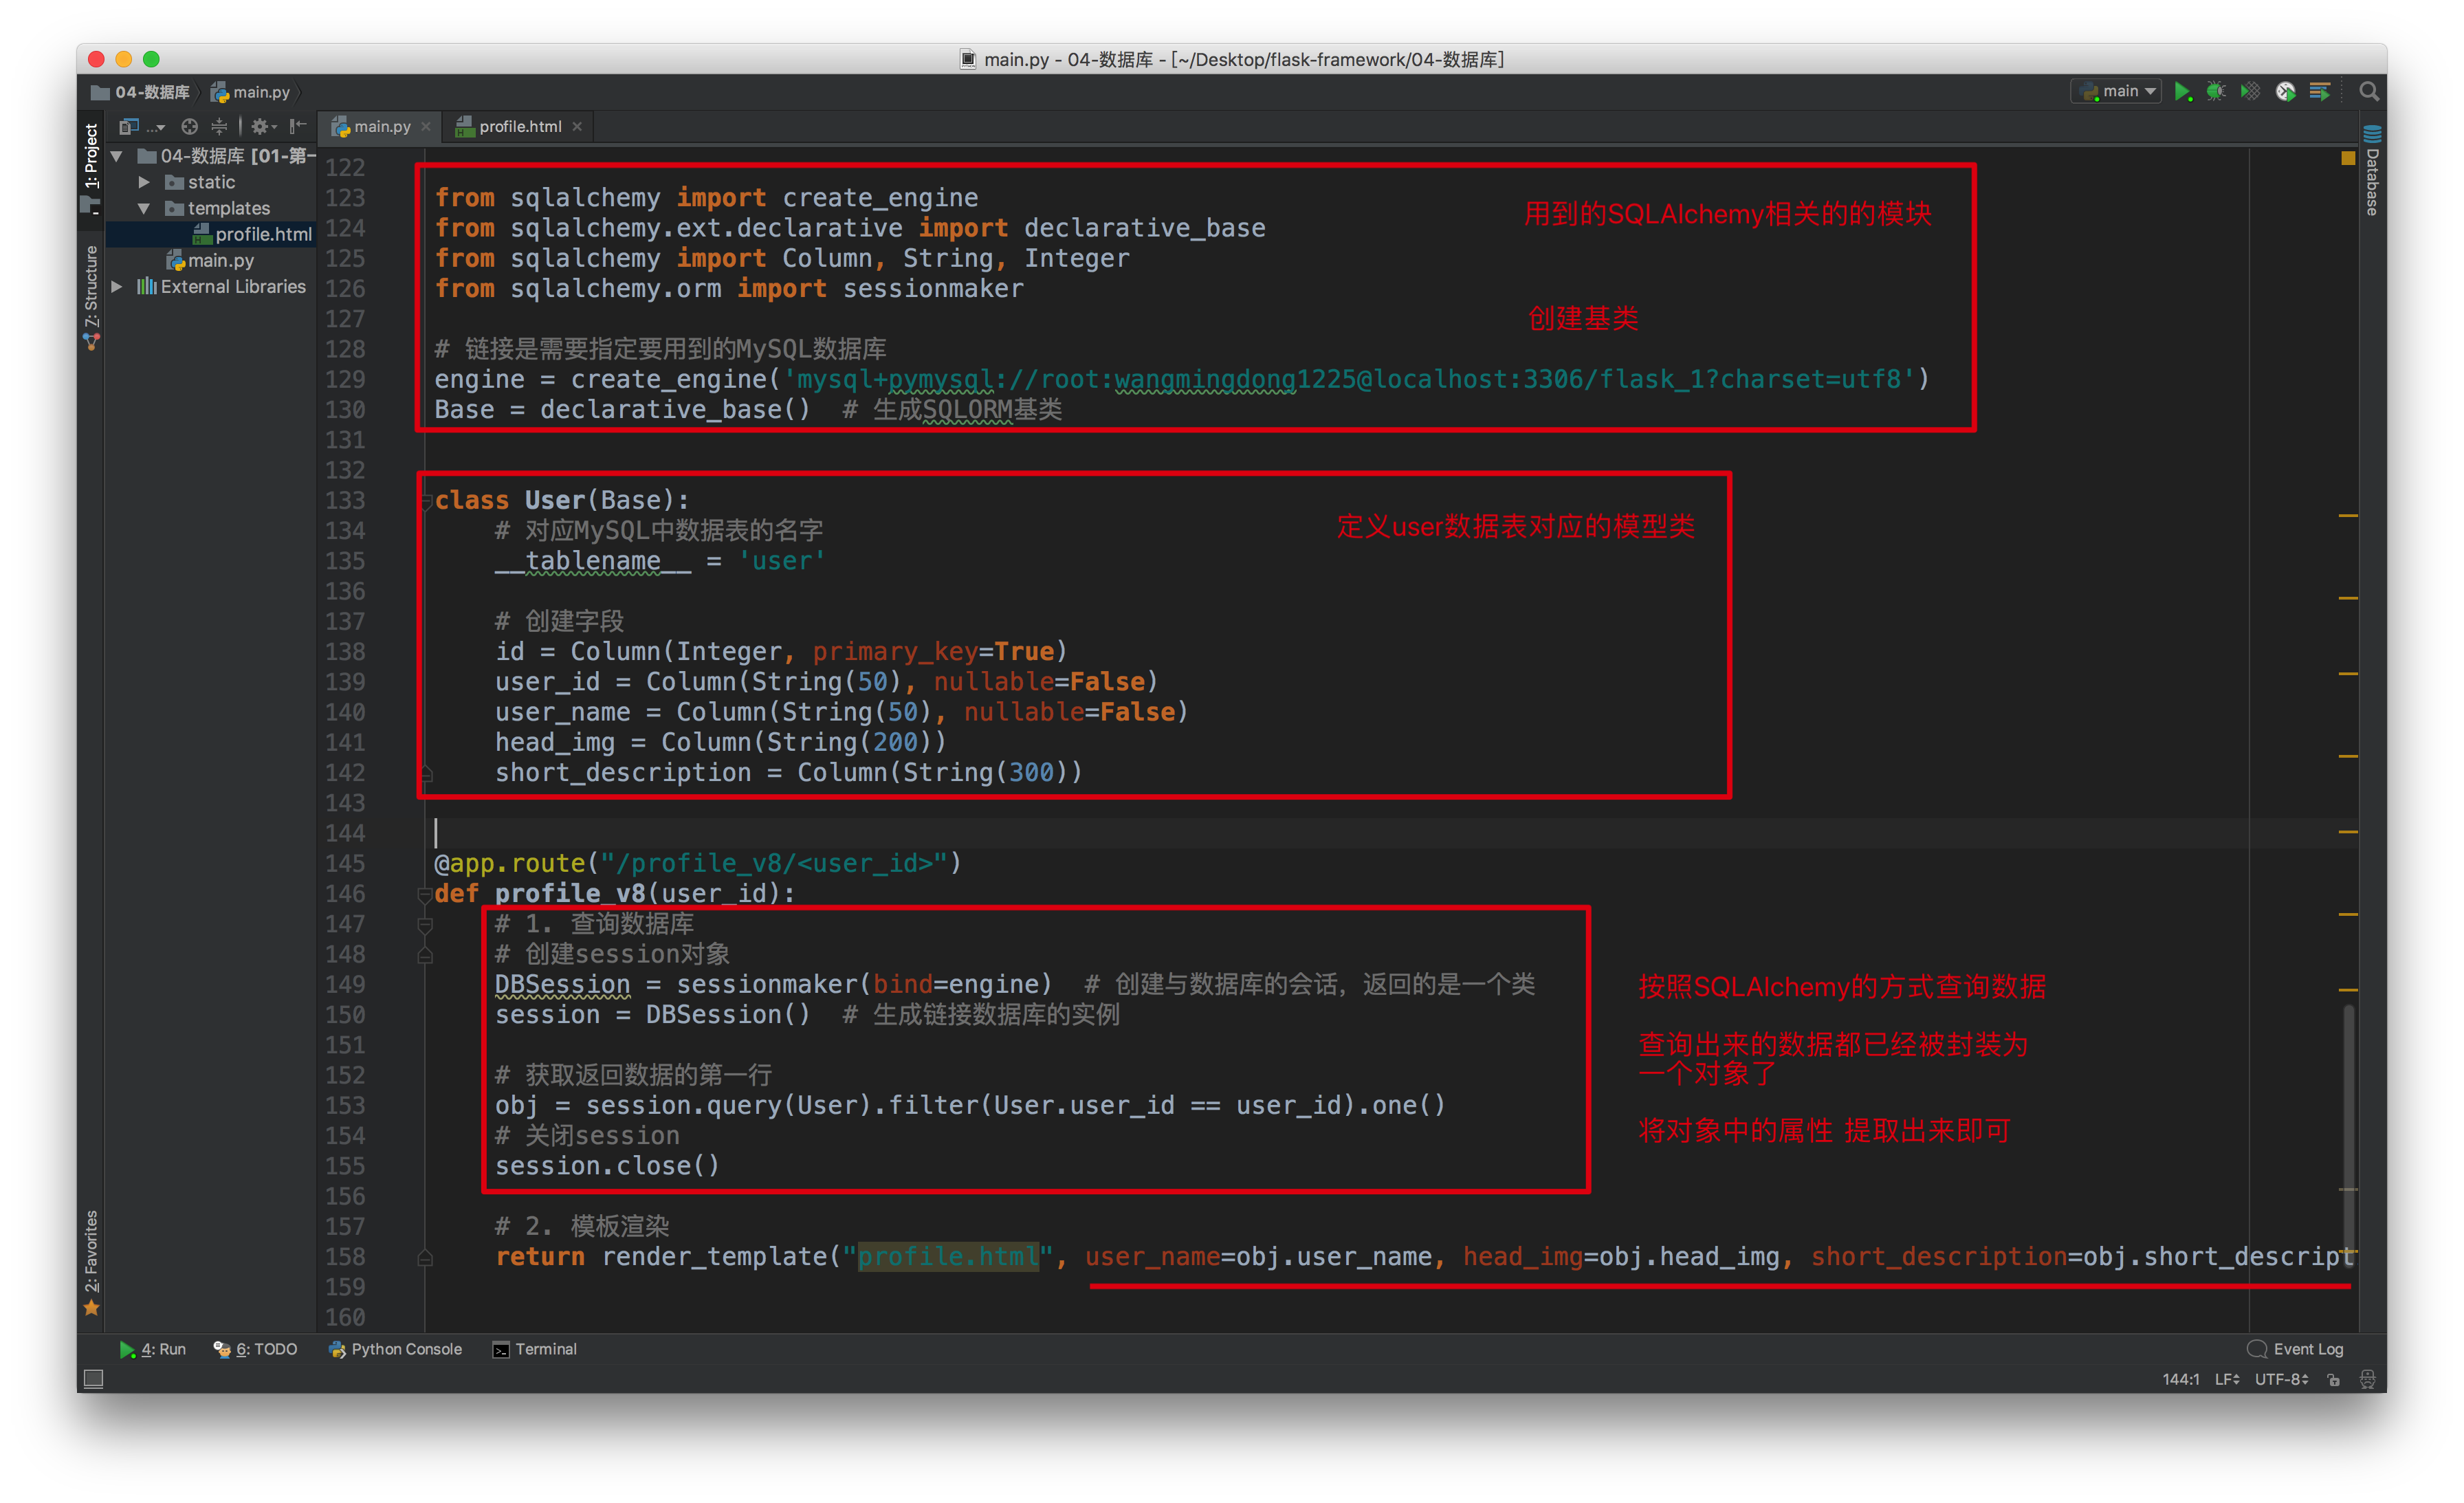 main.py - 04-数据库 - [~/Desktop/flask-framework/04-数据库]
04-数据库 main.py main
1: Project ... main.py profile.html
04-数据库 [01-第一
static
templates
profile.html
main.py
External Libraries
Z: Structure
2: Favorites
Database
122
123 from sqlalchemy import create_engine
用到的SQLAlchemy相关的的模块
124 from sqlalchemy.ext.declarative import declarative_base
125 from sqlalchemy import Column, String, Integer
126 from sqlalchemy.orm import sessionmaker
127
创建基类
128 # 链接是需要指定要用到的MySQL数据库
129 engine = create_engine('mysql+pymysql://root:wangmingdong1225@localhost:3306/flask_1?charset=utf8')
130 Base = declarative_base()  # 生成SQLORM基类
131
132
133 class User(Base):
134     # 对应MySQL中数据表的名字
定义user数据表对应的模型类
135     __tablename__ = 'user'
136
137     # 创建字段
138     id = Column(Integer, primary_key=True)
139     user_id = Column(String(50), nullable=False)
140     user_name = Column(String(50), nullable=False)
141     head_img = Column(String(200))
142     short_description = Column(String(300))
143
144
145 @app.route("/profile_v8/<user_id>")
146 def profile_v8(user_id):
147     # 1. 查询数据库
148     # 创建session对象
149     DBSession = sessionmaker(bind=engine)  # 创建与数据库的会话, 返回的是一个类
按照SQLAlchemy的方式查询数据
150     session = DBSession()  # 生成链接数据库的实例
151
查询出来的数据都已经被封装为
一个对象了
152     # 获取返回数据的第一行
153     obj = session.query(User).filter(User.user_id == user_id).one()
将对象中的属性 提取出来即可
154     # 关闭session
155     session.close()
156
157     # 2. 模板渲染
158     return render_template("profile.html", user_name=obj.user_name, head_img=obj.head_img, short_description=obj.short_descript
159
160
4: Run 6: TODO Python Console Terminal Event Log
144:1 LF UTF-8